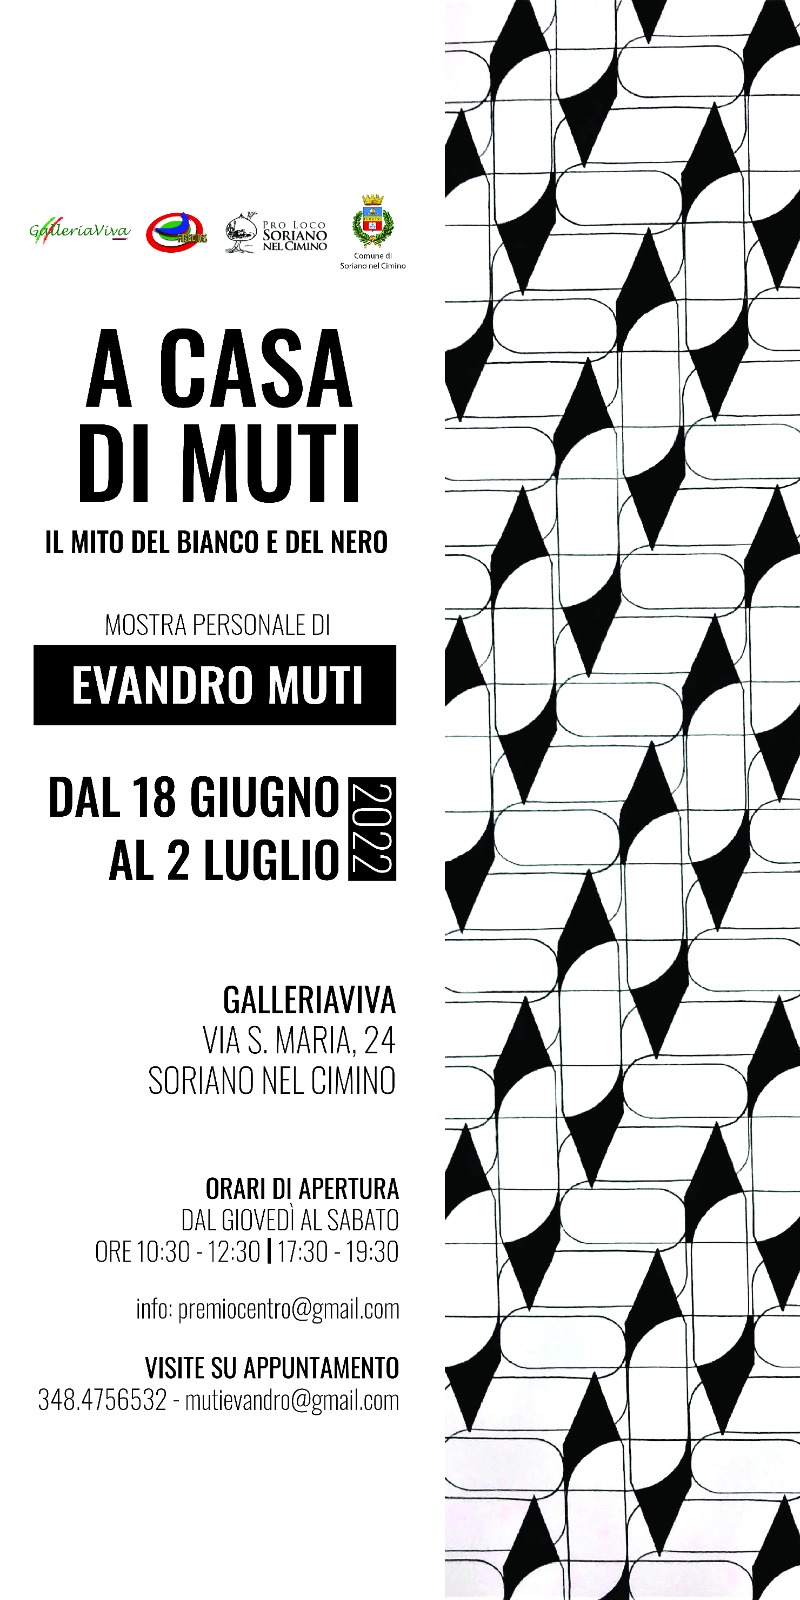 GalleriaViva
PRO LOCO
SORIANO
NEL CIMINO
Comune di
Soriano nel Cimino
A CASA
DI MUTI
IL MITO DEL BIANCO E DEL NERO
MOSTRA PERSONALE DI
EVANDRO MUTI
DAL 18 GIUGNO
AL 2 LUGLIO
2022
GALLERIAVIVA
VIA S. MARIA, 24
SORIANO NEL CIMINO
ORARI DI APERTURA
DAL GIOVEDÌ AL SABATO
ORE 10:30 - 12:30 | 17:30 - 19:30
info: premiocentro@gmail.com
VISITE SU APPUNTAMENTO
348.4756532 - mutievandro@gmail.com